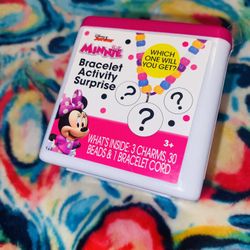 Junior
MINNIE
WHICH
ONE WILL
YOU GET?
Bracelet
Activity
Surprise
?
?
?
3+
WHAT'S INSIDE: 3 CHARMS, 30
BEADS & 1 BRACELET CORD